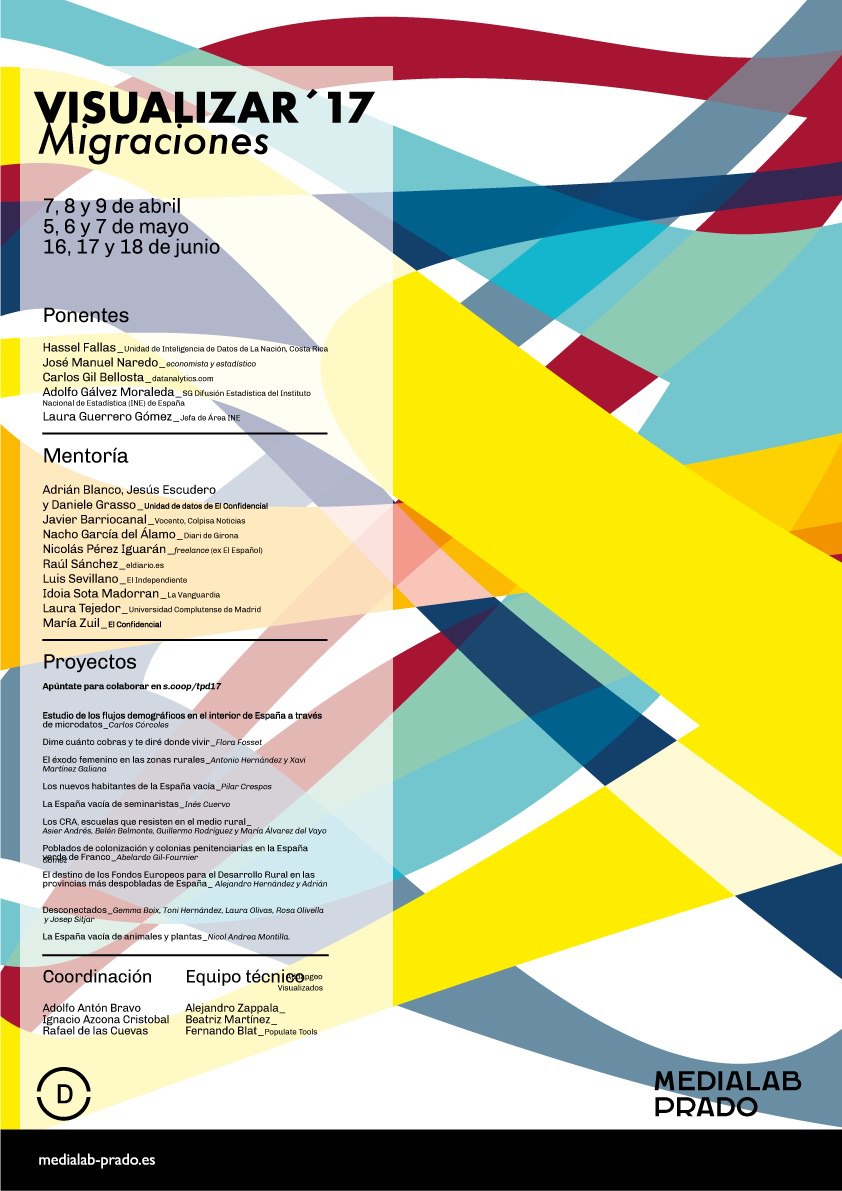 VISUALIZAR´17
Migraciones
7, 8 y 9 de abril
5, 6 y 7 de mayo
16, 17 y 18 de junio
Ponentes
Hassel Fallas_Unidad de Inteligencia de Datos de La Nación, Costa Rica
José Manuel Naredo_economista y estadístico
Carlos Gil Bellosta_datanalytics.com
Adolfo Gálvez Moraleda_SG Difusión Estadística del Instituto
Nacional de Estadística (INE) de España
Laura Guerrero Gómez_Jefa de Área INE
Mentoría
Adrián Blanco, Jesús Escudero
y Daniele Grasso_Unidad de datos de El Confidencial
Javier Barriocanal_Vocento, Colpisa Noticias
Nacho García del Álamo_Diari de Girona
Nicolás Pérez Iguarán_freelance (ex El Español)
Raúl Sánchez_eldiario.es
Luis Sevillano_El Independiente
Idoia Sota Madorran_La Vanguardia
Laura Tejedor_Universidad Complutense de Madrid
María Zuil_El Confidencial
Proyectos
Apúntate para colaborar en s.coop/tpd17
Estudio de los flujos demográficos en el interior de España a través
de microdatos_Carlos Córcoles
Dime cuánto cobras y te diré donde vivir_Flora Fosset
El éxodo femenino en las zonas rurales_Antonio Hernández y Xavi
Martínez Galiana
Los nuevos habitantes de la España vacía_Pilar Crespos
La España vacía de seminaristas_Inés Cuervo
Los CRA, escuelas que resisten en el medio rural_
Asier Andrés, Belén Belmonte, Guillermo Rodriguez y María Álvarez del Vayo
Poblados de colonización y colonias penitenciarias en la España
verde de Franco_Abelardo Gil-Fournier
Gómez
El destino de los Fondos Europeos para el Desarrollo Rural en las
provincias más despobladas de España_ Alejandro Hernández y Adrián
Desconectados_Gemma Boix, Toni Hernández, Laura Olivas, Rosa Olivella
y Josep Sitjar
La España vacía de animales y plantas_Nicol Andrea Montilla.
Coordinación
Adolfo Antón Bravo
Ignacio Azcona Cristobal
Rafael de las Cuevas
Equipo técnico
Visualizados
Alejandro Zappala_
Beatriz Martínez_
Fernando Blat_Populate Tools
D
MEDIALAB
PRADO
medialab-prado.es